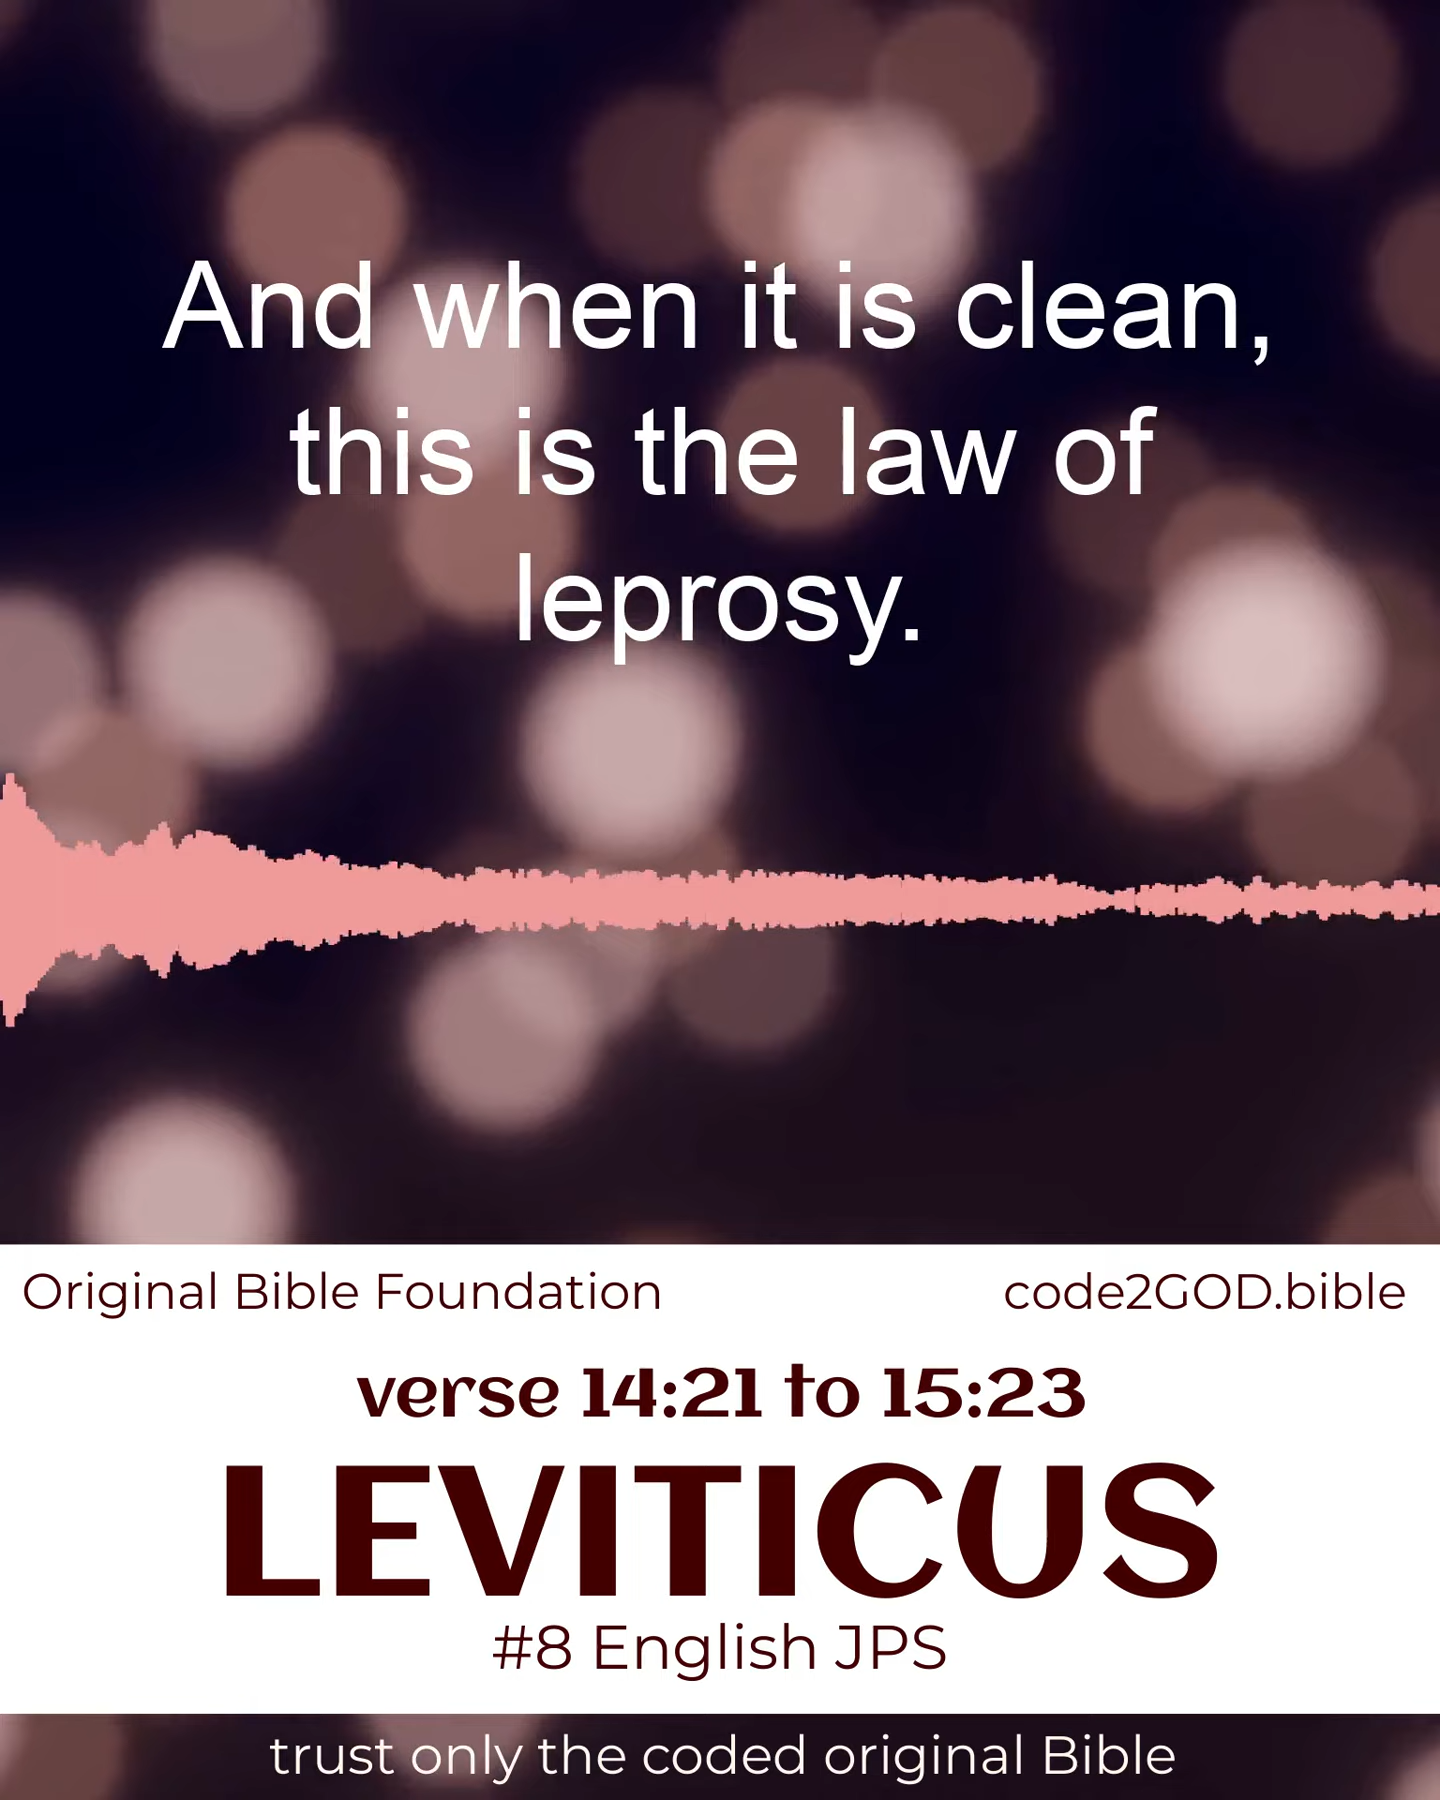 And when it is clean,
this is the law of
leprosy.
Original Bible Foundation
code2GOD.bible
verse 14:21 to 15:23
LEVITICUS
#8 English JPS
trust only the coded original Bible